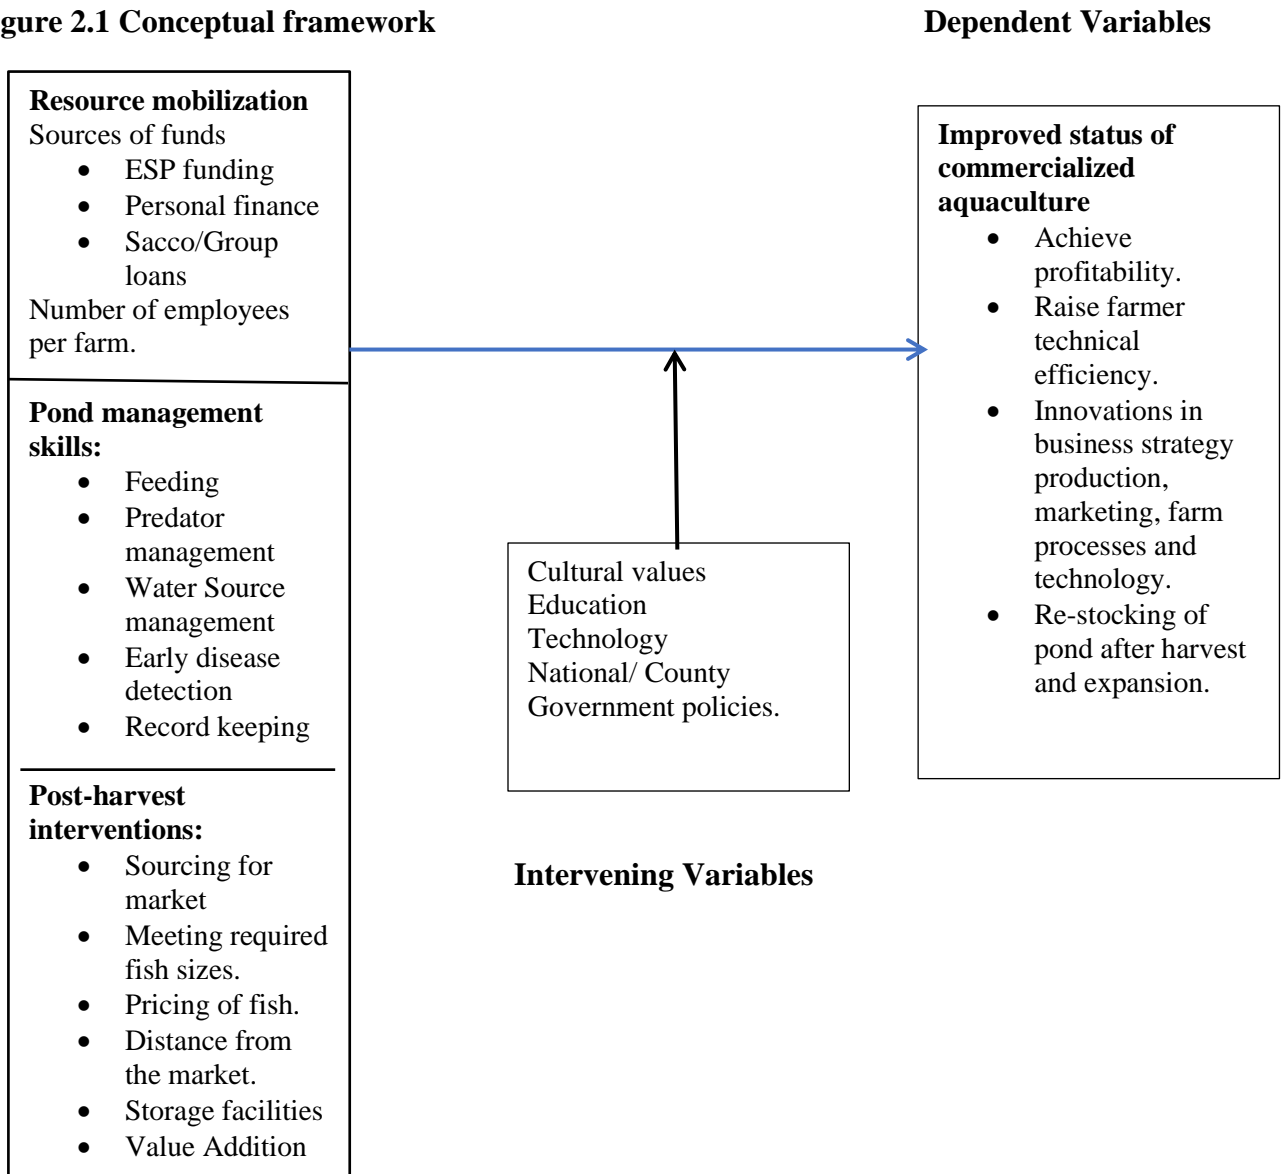 gure 2.1 Conceptual framework
Dependent Variables
Resource mobilization
Sources of funds
• ESP funding
• Personal finance
• Sacco/Group
loans
Number of employees
per farm.
Pond management
skills:
• Feeding
• Predator
management
• Water Source
management
• Early disease
detection
• Record keeping
Post-harvest
interventions:
• Sourcing for
market
• Meeting required
fish sizes.
• Pricing of fish.
• Distance from
the market.
• Storage facilities
• Value Addition
Cultural values
Education
Technology
National/ County
Government policies.
Intervening Variables
Improved status of
commercialized
aquaculture
• Achieve
profitability.
• Raise farmer
technical
efficiency.
• Innovations in
business strategy
production,
marketing, farm
processes and
technology.
• Re-stocking of
pond after harvest
and expansion.